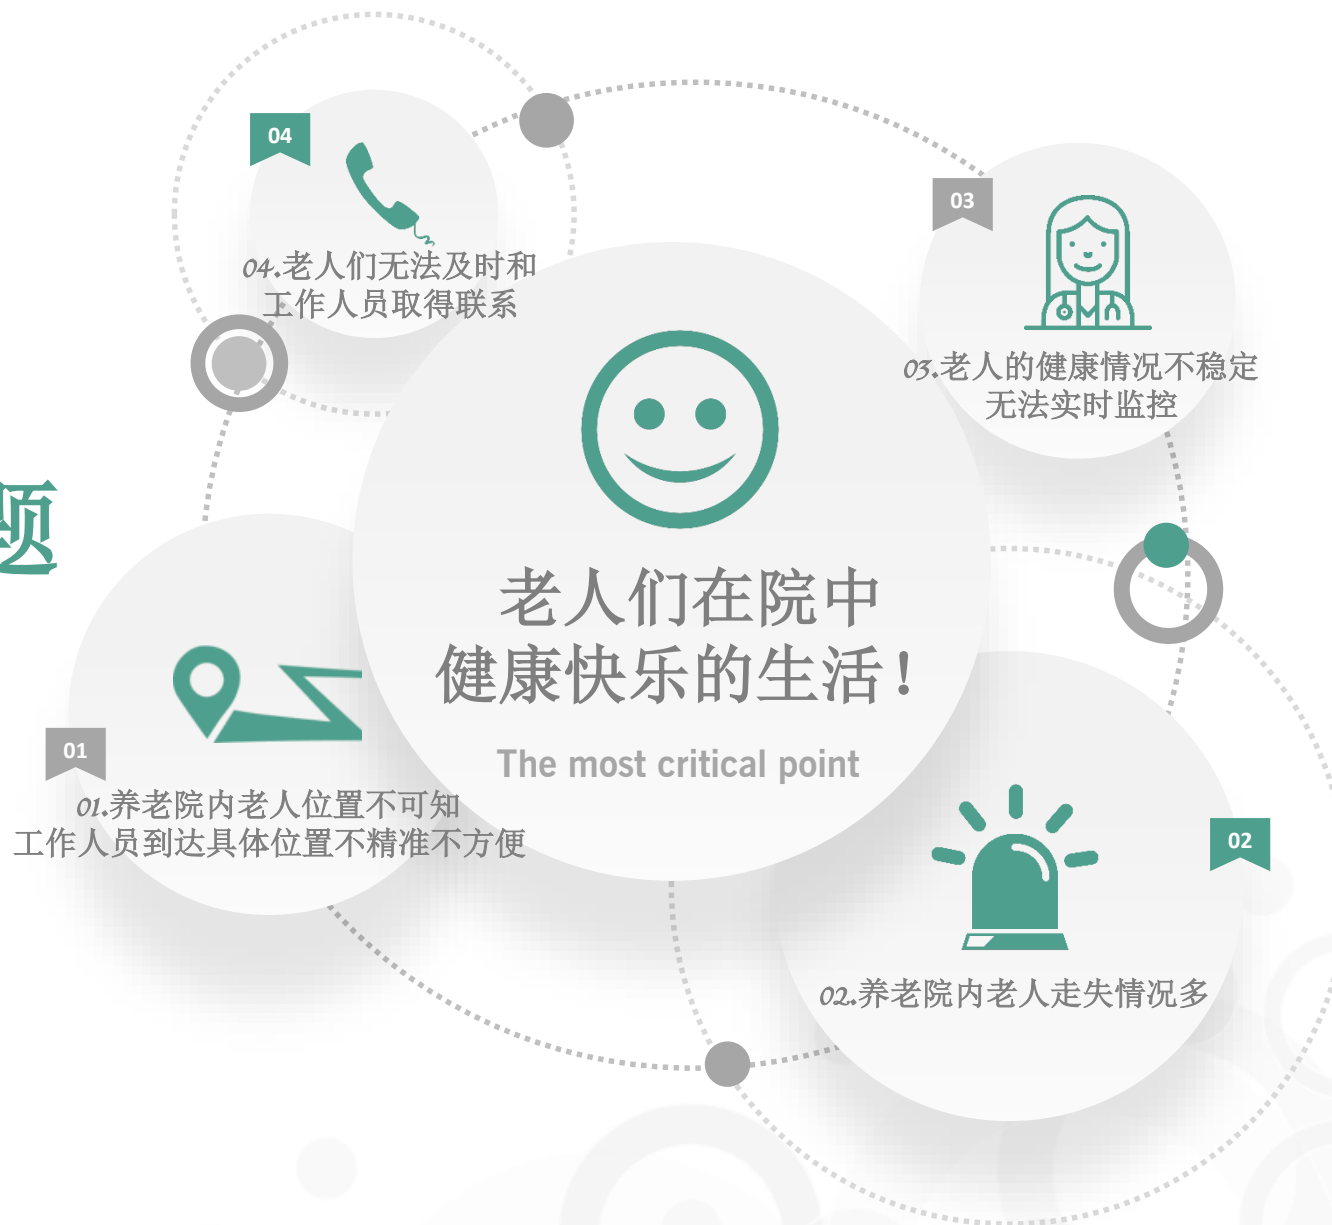 04
04.老人们无法及时和
工作人员取得联系
03
03.老人的健康情况不稳定
无法实时监控
题
老人们在院中
健康快乐的生活！
The most critical point
01
01.养老院内老人位置不可知
工作人员到达具体位置不精准不方便
02
02.养老院内老人走失情况多